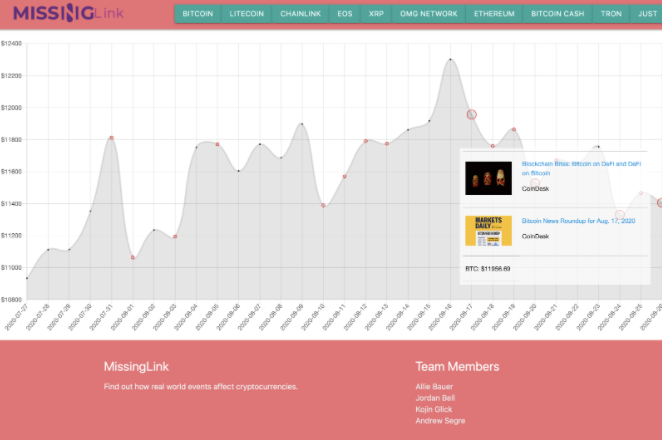 MISSINGLink
BITCOIN LITECOIN CHAINLINK EOS XRP OMG NETWORK ETHEREUM BITCOIN CASH TRON JUST
$12400
$12200
$12000
$11800
$11600
$11400
$11200
$11000
$10800
Blockchain Bites: Bitcoin on DeFi and DeFi
on Bitcoin
CoinDesk
MARKETS
DAILY
Bitcoin News Roundup for Aug. 17, 2020
CoinDesk
BTC: $11956.69
2020-07-27 2020-07-28 2020-07-29 2020-07-30 2020-07-31 2020-08-01 2020-08-02 2020-08-03 2020-08-04 2020-08-05 2020-08-06 2020-08-07 2020-08-08 2020-08-09 2020-08-10 2020-08-11 2020-08-12 2020-08-13 2020-08-14 2020-08-15 2020-08-16 2020-08-17 2020-08-18 2020-08-19 2020-08-20 2020-08-21 2020-08-22 2020-08-23 2020-08-24 2020-08-25 2020-08-26
MissingLink
Find out how real world events affect cryptocurrencies.
Team Members
Allie Bauer
Jordan Bell
Kojin Glick
Andrew Segre